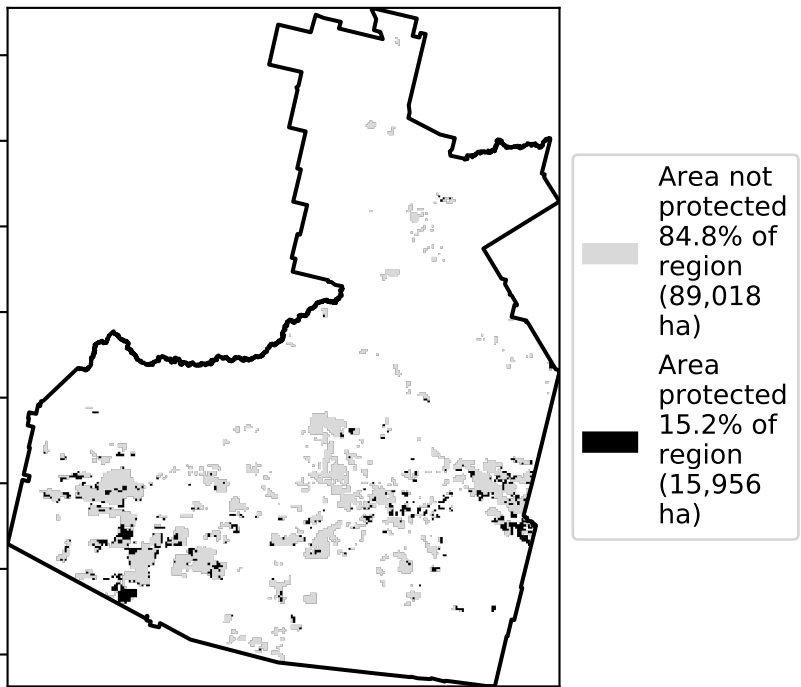 Area not
protected
84.8% of
region
(89,018
ha)
Area
protected
15.2% of
region
(15,956
ha)